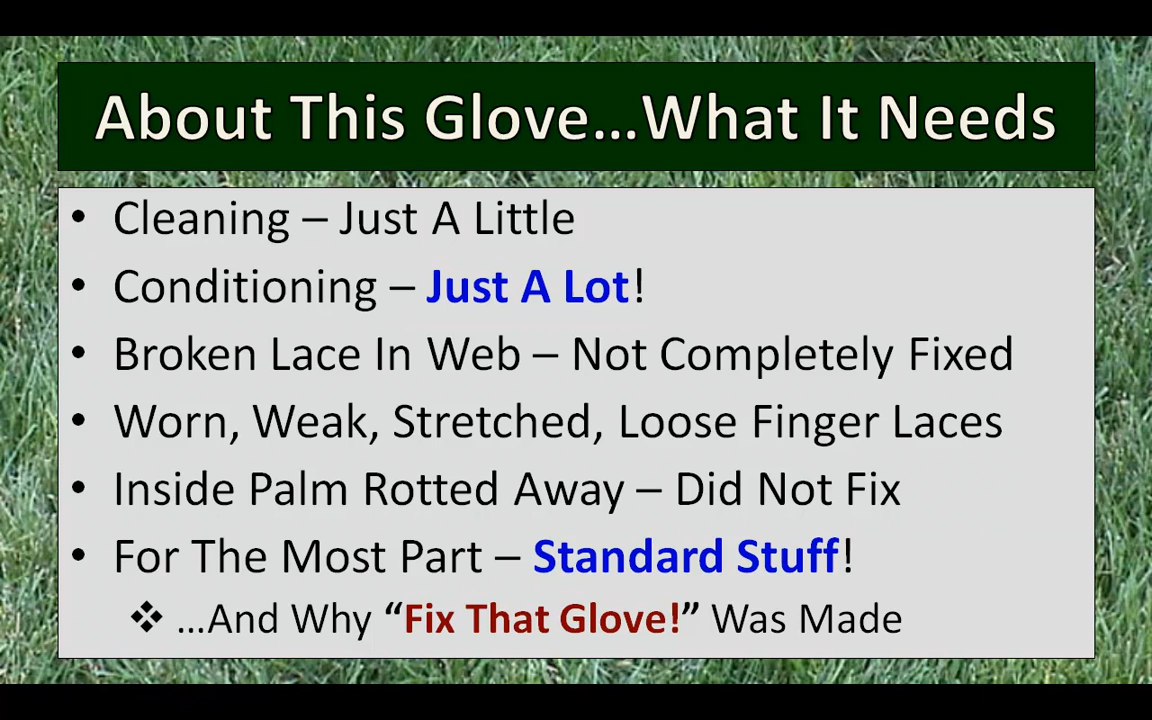 About This Glove...What It Needs
• Cleaning – Just A Little
• Conditioning – Just A Lot!
• Broken Lace In Web – Not Completely Fixed
• Worn, Weak, Stretched, Loose Finger Laces
• Inside Palm Rotted Away – Did Not Fix
• For The Most Part – Standard Stuff!
❖ ...And Why “Fix That Glove!” Was Made